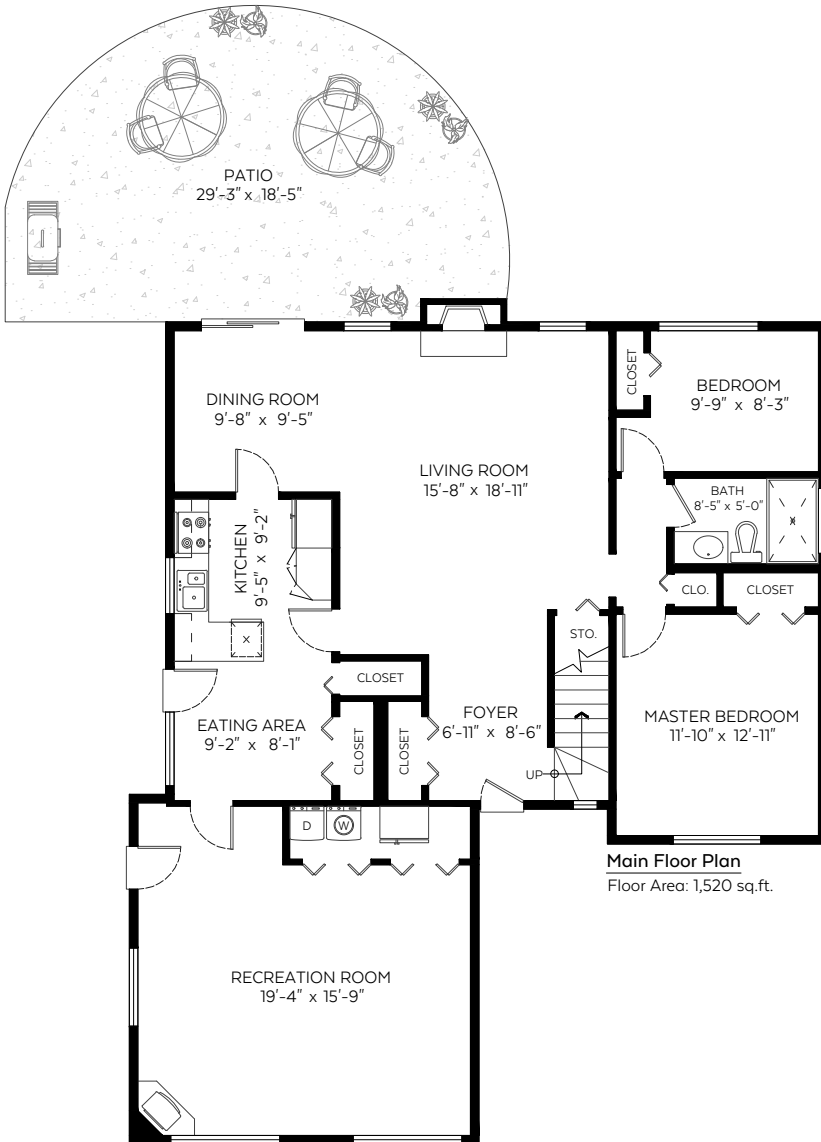 PATIO
29'-3" x 18'-5"
DINING ROOM
9'-8" x 9'-5"
LIVING ROOM
15'-8" x 18'-11"
CLOSET
BEDROOM
9'-9" x 8'-3"
BATH
8'-5" x 5'-0"
KITCHEN
9'-5" x 9'-2"
X
CLO.
CLOSET
STO.
CLOSET
EATING AREA
9'-2" x 8'-1"
CLOSET
CLOSET
FOYER
6'-11" x 8'-6"
UP
MASTER BEDROOM
11'-10" x 12'-11"
D
W
Main Floor Plan
Floor Area: 1,520 sq.ft.
RECREATION ROOM
19'-4" x 15'-9"